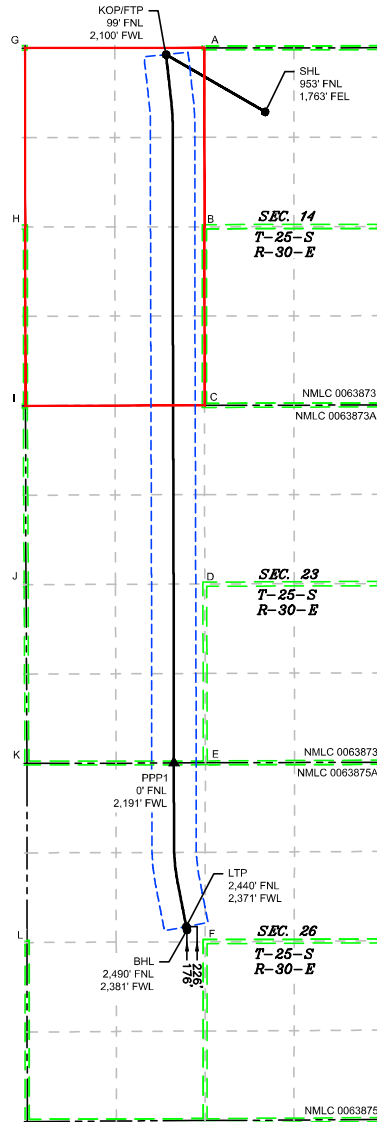 KOP/FTP
99' FNL
2,100' FWL
G
A
SHL
953' FNL
1,763' FEL
H
B
SEC. 14
T-25-S
R-30-E
I
C
NMLC 0063873
NMLC 0063873A
J
D
SEC. 23
T-25-S
R-30-E
K
E
NMLC 0063873
NMLC 0063875A
PPP1
0' FNL
2,191' FWL
LTP
2,440' FNL
2,371' FWL
L
F
SEC. 26
T-25-S
R-30-E
BHL
2,490' FNL
2,381' FWL
176'
226'
NMLC 0063875